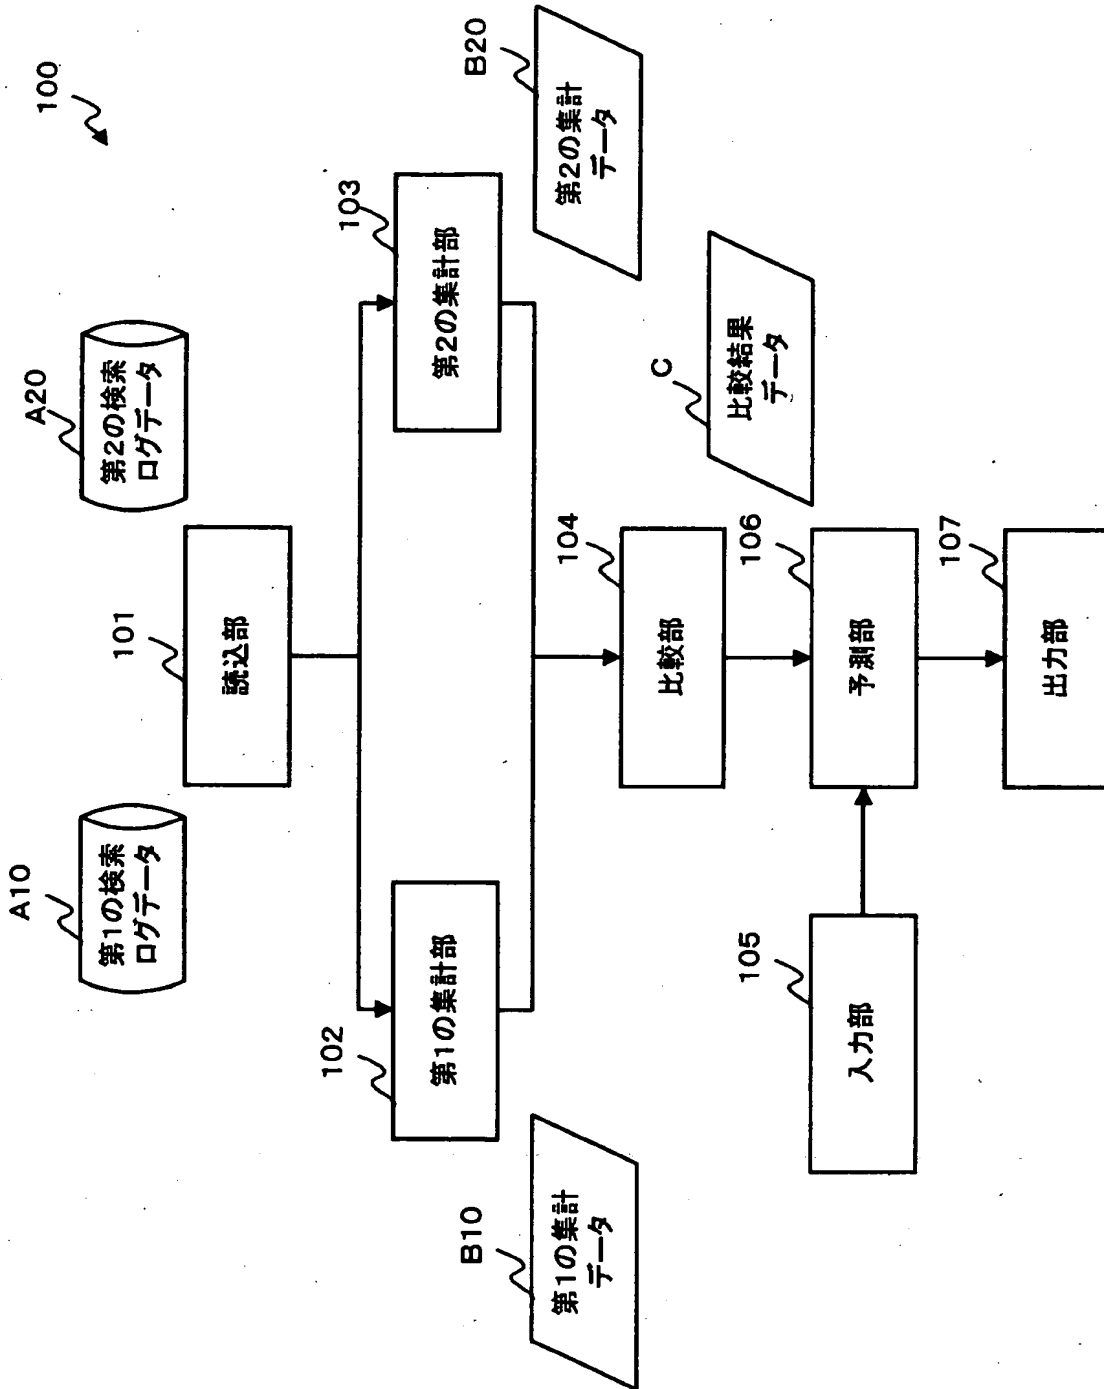 100
A10
第1の検索
ログデータ
A20
第2の検索
ログデータ
101
読込部
102
第1の集計部
103
第2の集計部
B10
第1の集計
データ
B20
第2の集計
データ
104
比較部
C
比較結果
データ
105
入力部
106
予測部
107
出力部